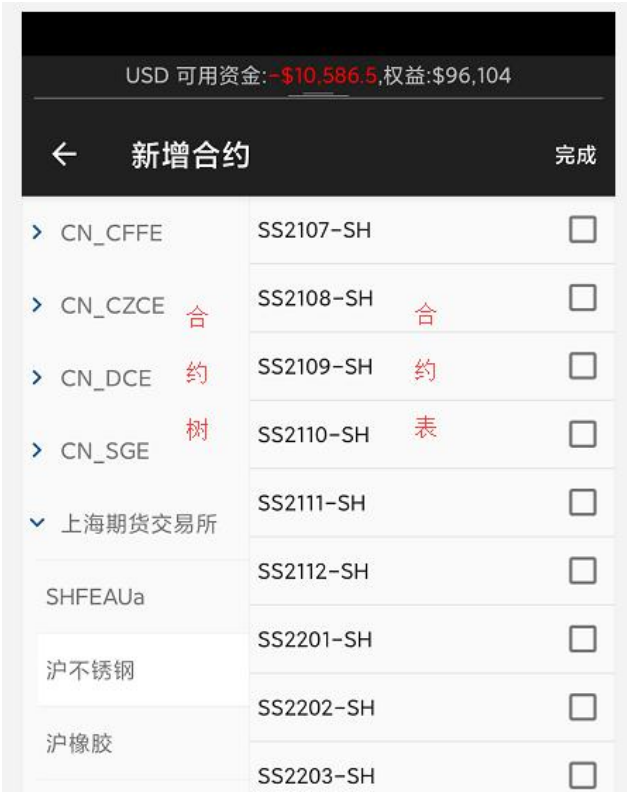 USD 可用资金:-$10,586.5,权益:$96,104
新增合约
完成
CN_CFFE
SS2107-SH
CN_CZCE
SS2108-SH
CN_DCE
SS2109-SH
CN_SGE
SS2110-SH
合约树
合约表
上海期货交易所
SS2111-SH
SHFEAUa
SS2112-SH
沪不锈钢
SS2201-SH
沪橡胶
SS2202-SH
SS2203-SH